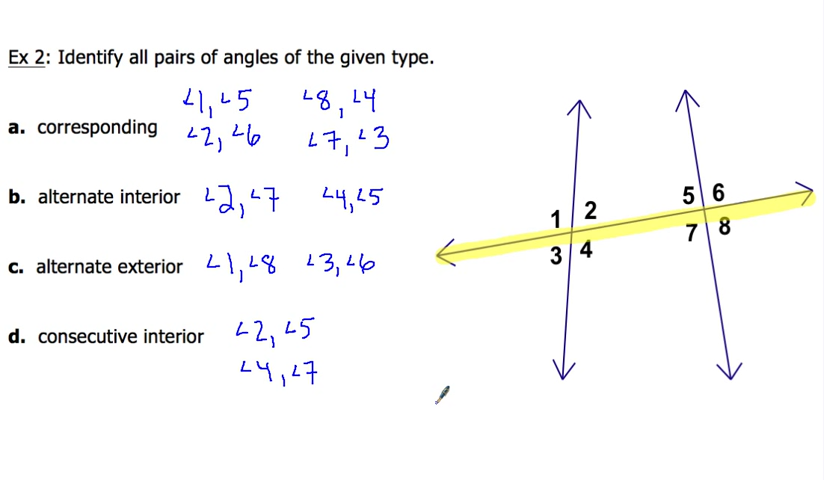 Ex 2: Identify all pairs of angles of the given type.
∠1, ∠5 ∠8, ∠4
a. corresponding ∠2, ∠6 ∠7, ∠3
b. alternate interior ∠2, ∠7 ∠4, ∠5
c. alternate exterior ∠1, ∠8 ∠3, ∠6
d. consecutive interior ∠2, ∠5
∠4, ∠7
5 6
1 2
7 8
3 4